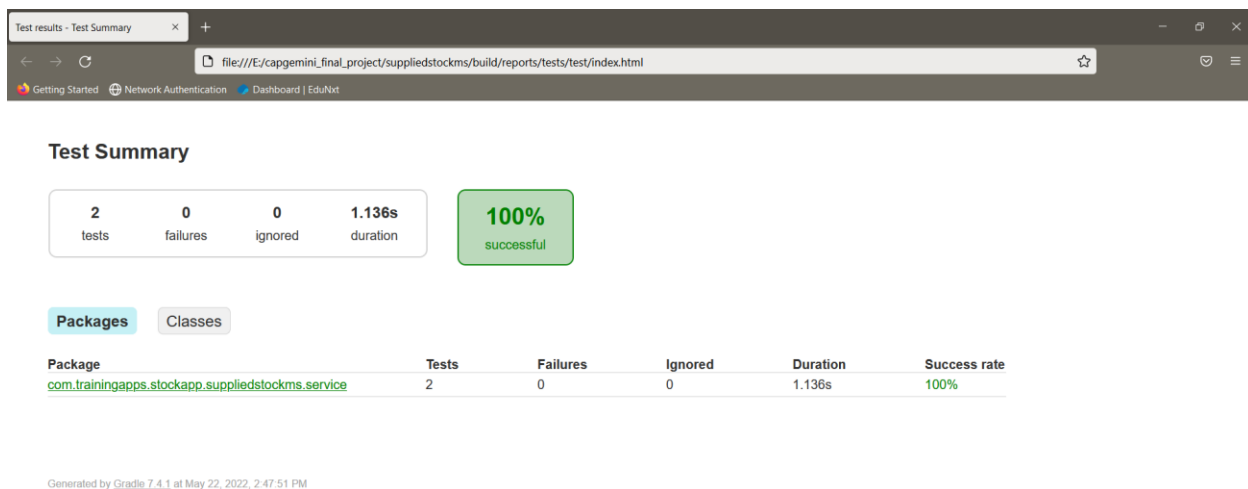 Test results - Test Summary
file:///E:/capgemini_final_project/suppliedstockms/build/reports/tests/test/index.html
Getting Started Network Authentication Dashboard | EduNxt
Test Summary
2 0 0 1.136s 100%
tests failures ignored duration successful
Packages Classes
Package Tests Failures Ignored Duration Success rate
com.trainingapps.stockapp.suppliedstockms.service 2 0 0 1.136s 100%
Generated by Gradle 7.4.1 at May 22, 2022, 2:47:51 PM